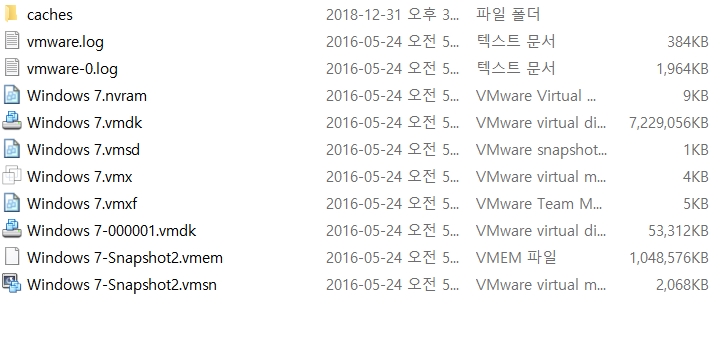 caches 2018-12-31 오후 3... 파일 폴더
vmware.log 2016-05-24 오전 5... 텍스트 문서 384KB
vmware-0.log 2016-05-24 오전 5... 텍스트 문서 1,964KB
Windows 7.nvram 2016-05-24 오전 5... VMware Virtual ... 9KB
Windows 7.vmdk 2016-05-24 오전 5... VMware virtual di... 7,229,056KB
Windows 7.vmsd 2016-05-24 오전 5... VMware snapshot... 1KB
Windows 7.vmx 2016-05-24 오전 5... VMware virtual m... 4KB
Windows 7.vmxf 2016-05-24 오전 5... VMware Team M... 5KB
Windows 7-000001.vmdk 2016-05-24 오전 5... VMware virtual di... 53,312KB
Windows 7-Snapshot2.vmem 2016-05-24 오전 5... VMEM 파일 1,048,576KB
Windows 7-Snapshot2.vmsn 2016-05-24 오전 5... VMware virtual m... 2,068KB